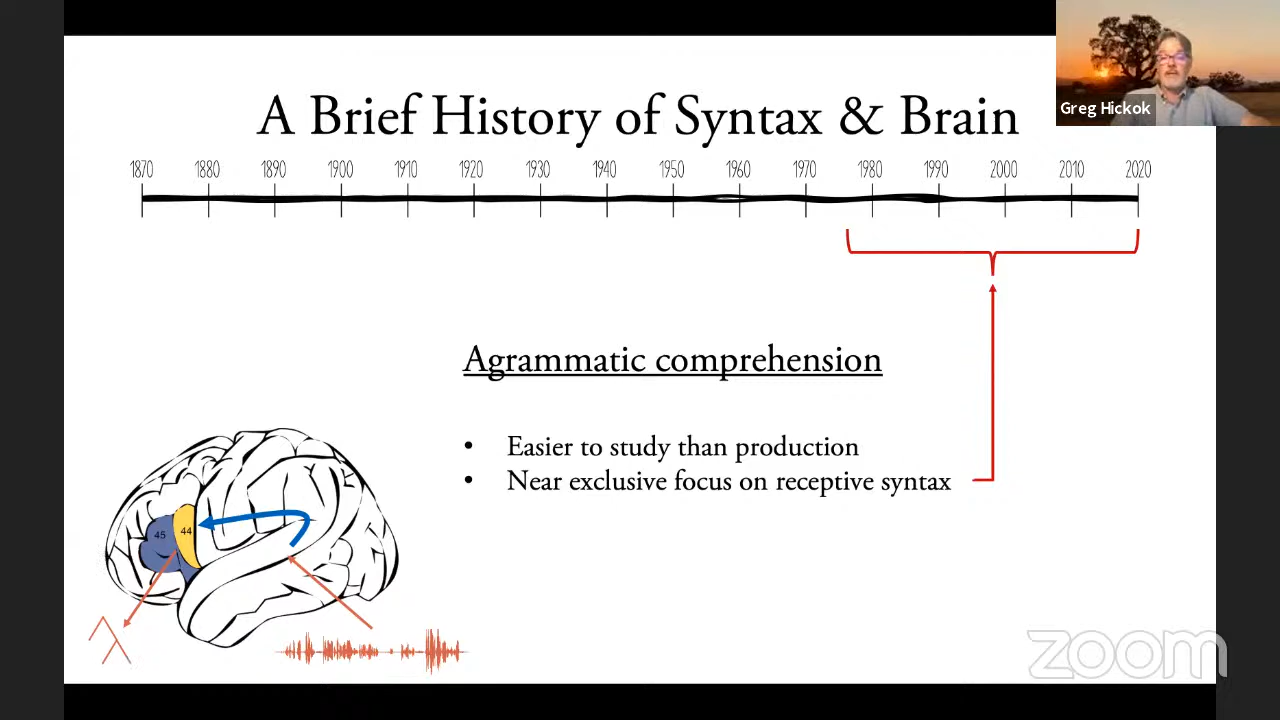 A Brief History of Syntax & Brain
Greg Hickok
1870 1880 1890 1900 1910 1920 1930 1940 1950 1960 1970 1980 1990 2000 2010 2020
Agrammatic comprehension
• Easier to study than production
• Near exclusive focus on receptive syntax
45 44
zoom